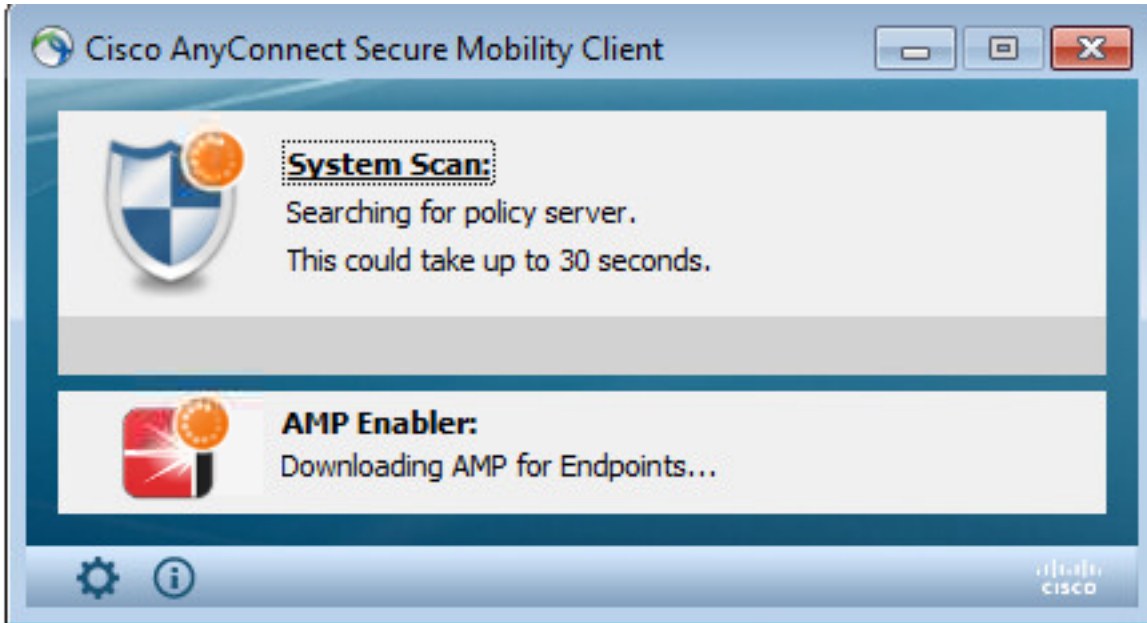 Cisco AnyConnect Secure Mobility Client
System Scan:
Searching for policy server.
This could take up to 30 seconds.
AMP Enabler:
Downloading AMP for Endpoints...
CISCO